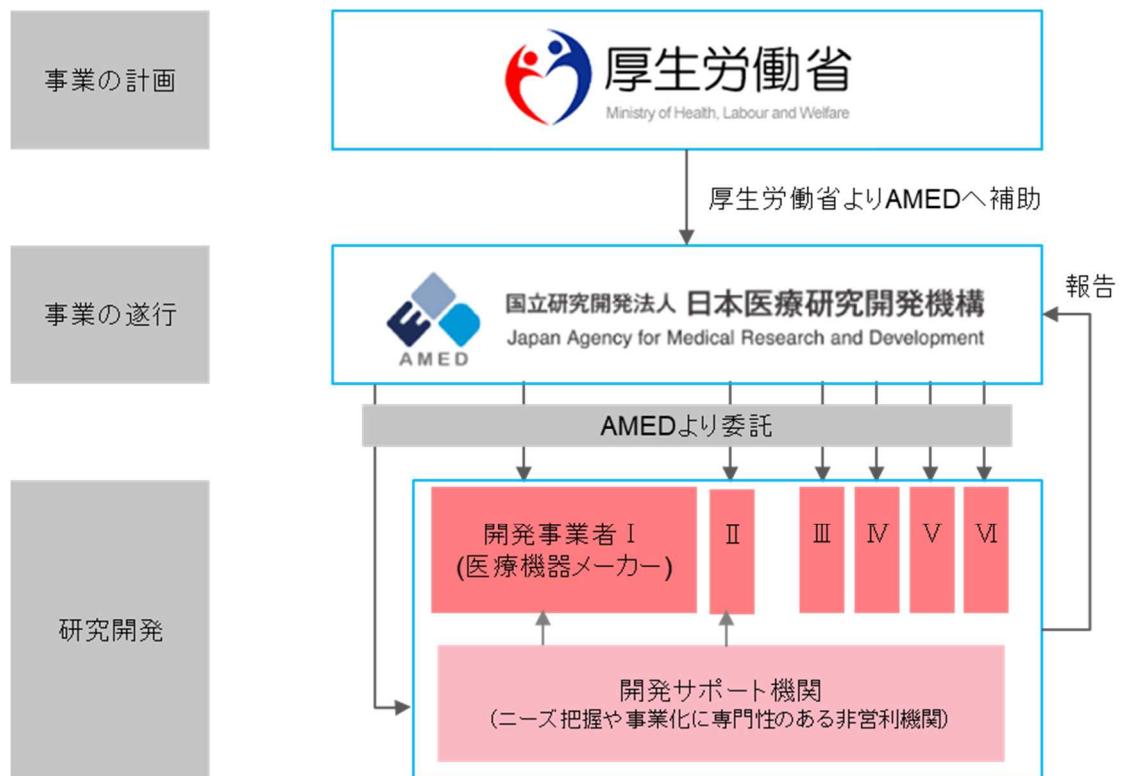 事業の計画
厚生労働省
Ministry of Health, Labour and Welfare
厚生労働省よりAMEDへ補助
事業の遂行
AMED
国立研究開発法人 日本医療研究開発機構
Japan Agency for Medical Research and Development
報告
AMEDより委託
研究開発
開発事業者Ⅰ
(医療機器メーカー)
Ⅱ
Ⅲ
Ⅳ
Ⅴ
Ⅵ
開発サポート機関
(ニーズ把握や事業化に専門性のある非営利機関)